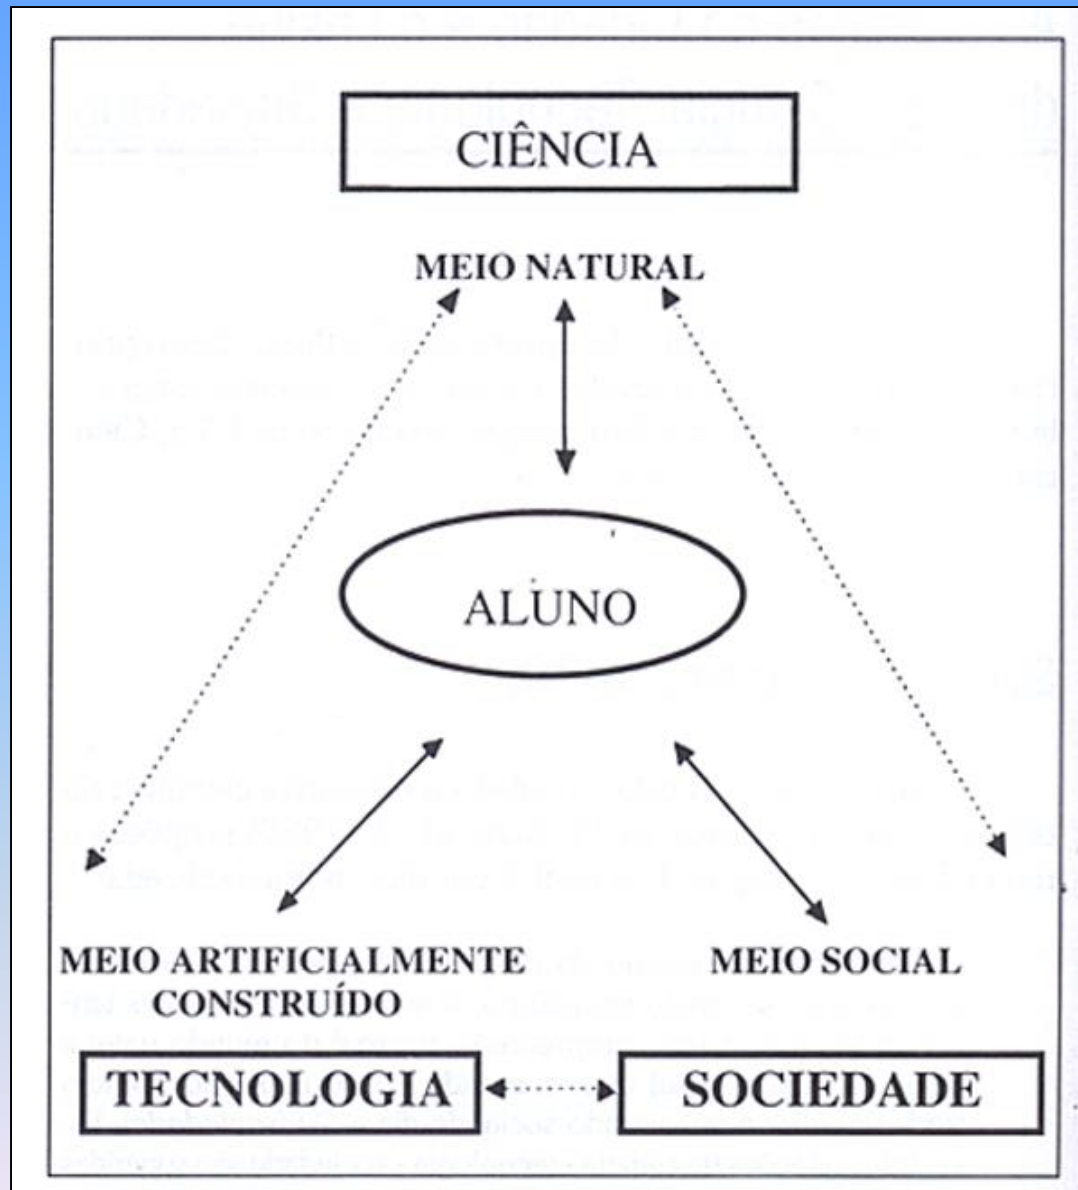 CIÊNCIA
MEIO NATURAL
ALUNO
MEIO ARTIFICIALMENTE
CONSTRUÍDO
MEIO SOCIAL
TECNOLOGIA
SOCIEDADE